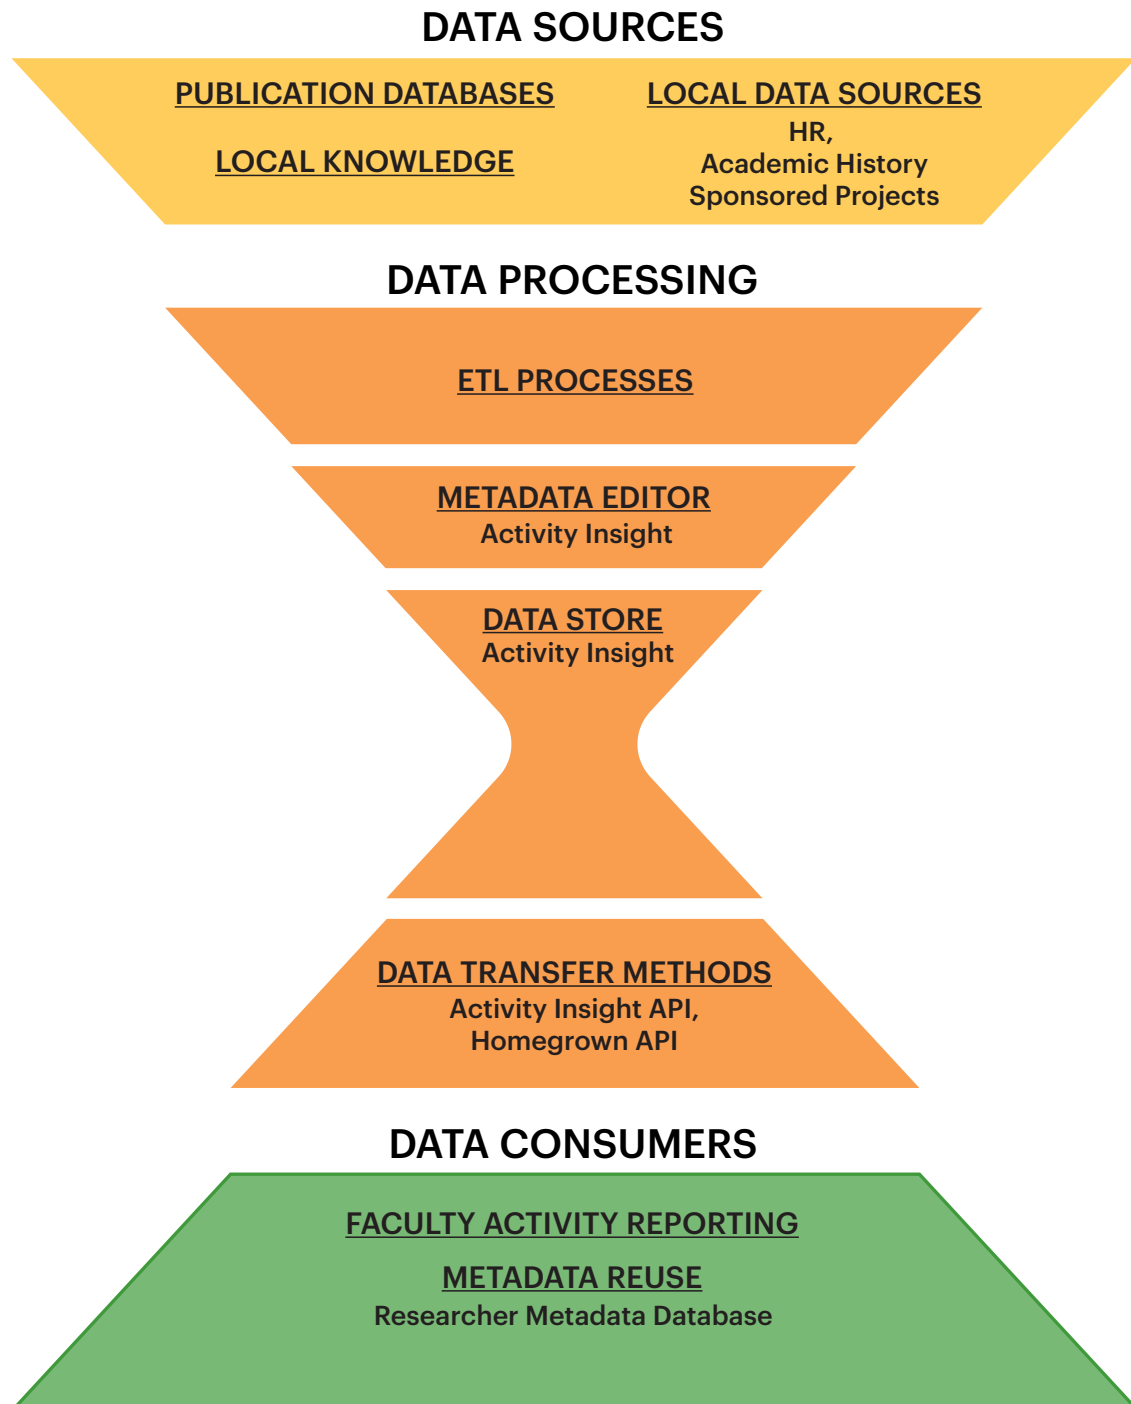 DATA SOURCES
PUBLICATION DATABASES
LOCAL KNOWLEDGE
LOCAL DATA SOURCES
HR,
Academic History
Sponsored Projects
DATA PROCESSING
ETL PROCESSES
METADATA EDITOR
Activity Insight
DATA STORE
Activity Insight
DATA TRANSFER METHODS
Activity Insight API,
Homegrown API
DATA CONSUMERS
FACULTY ACTIVITY REPORTING
METADATA REUSE
Researcher Metadata Database